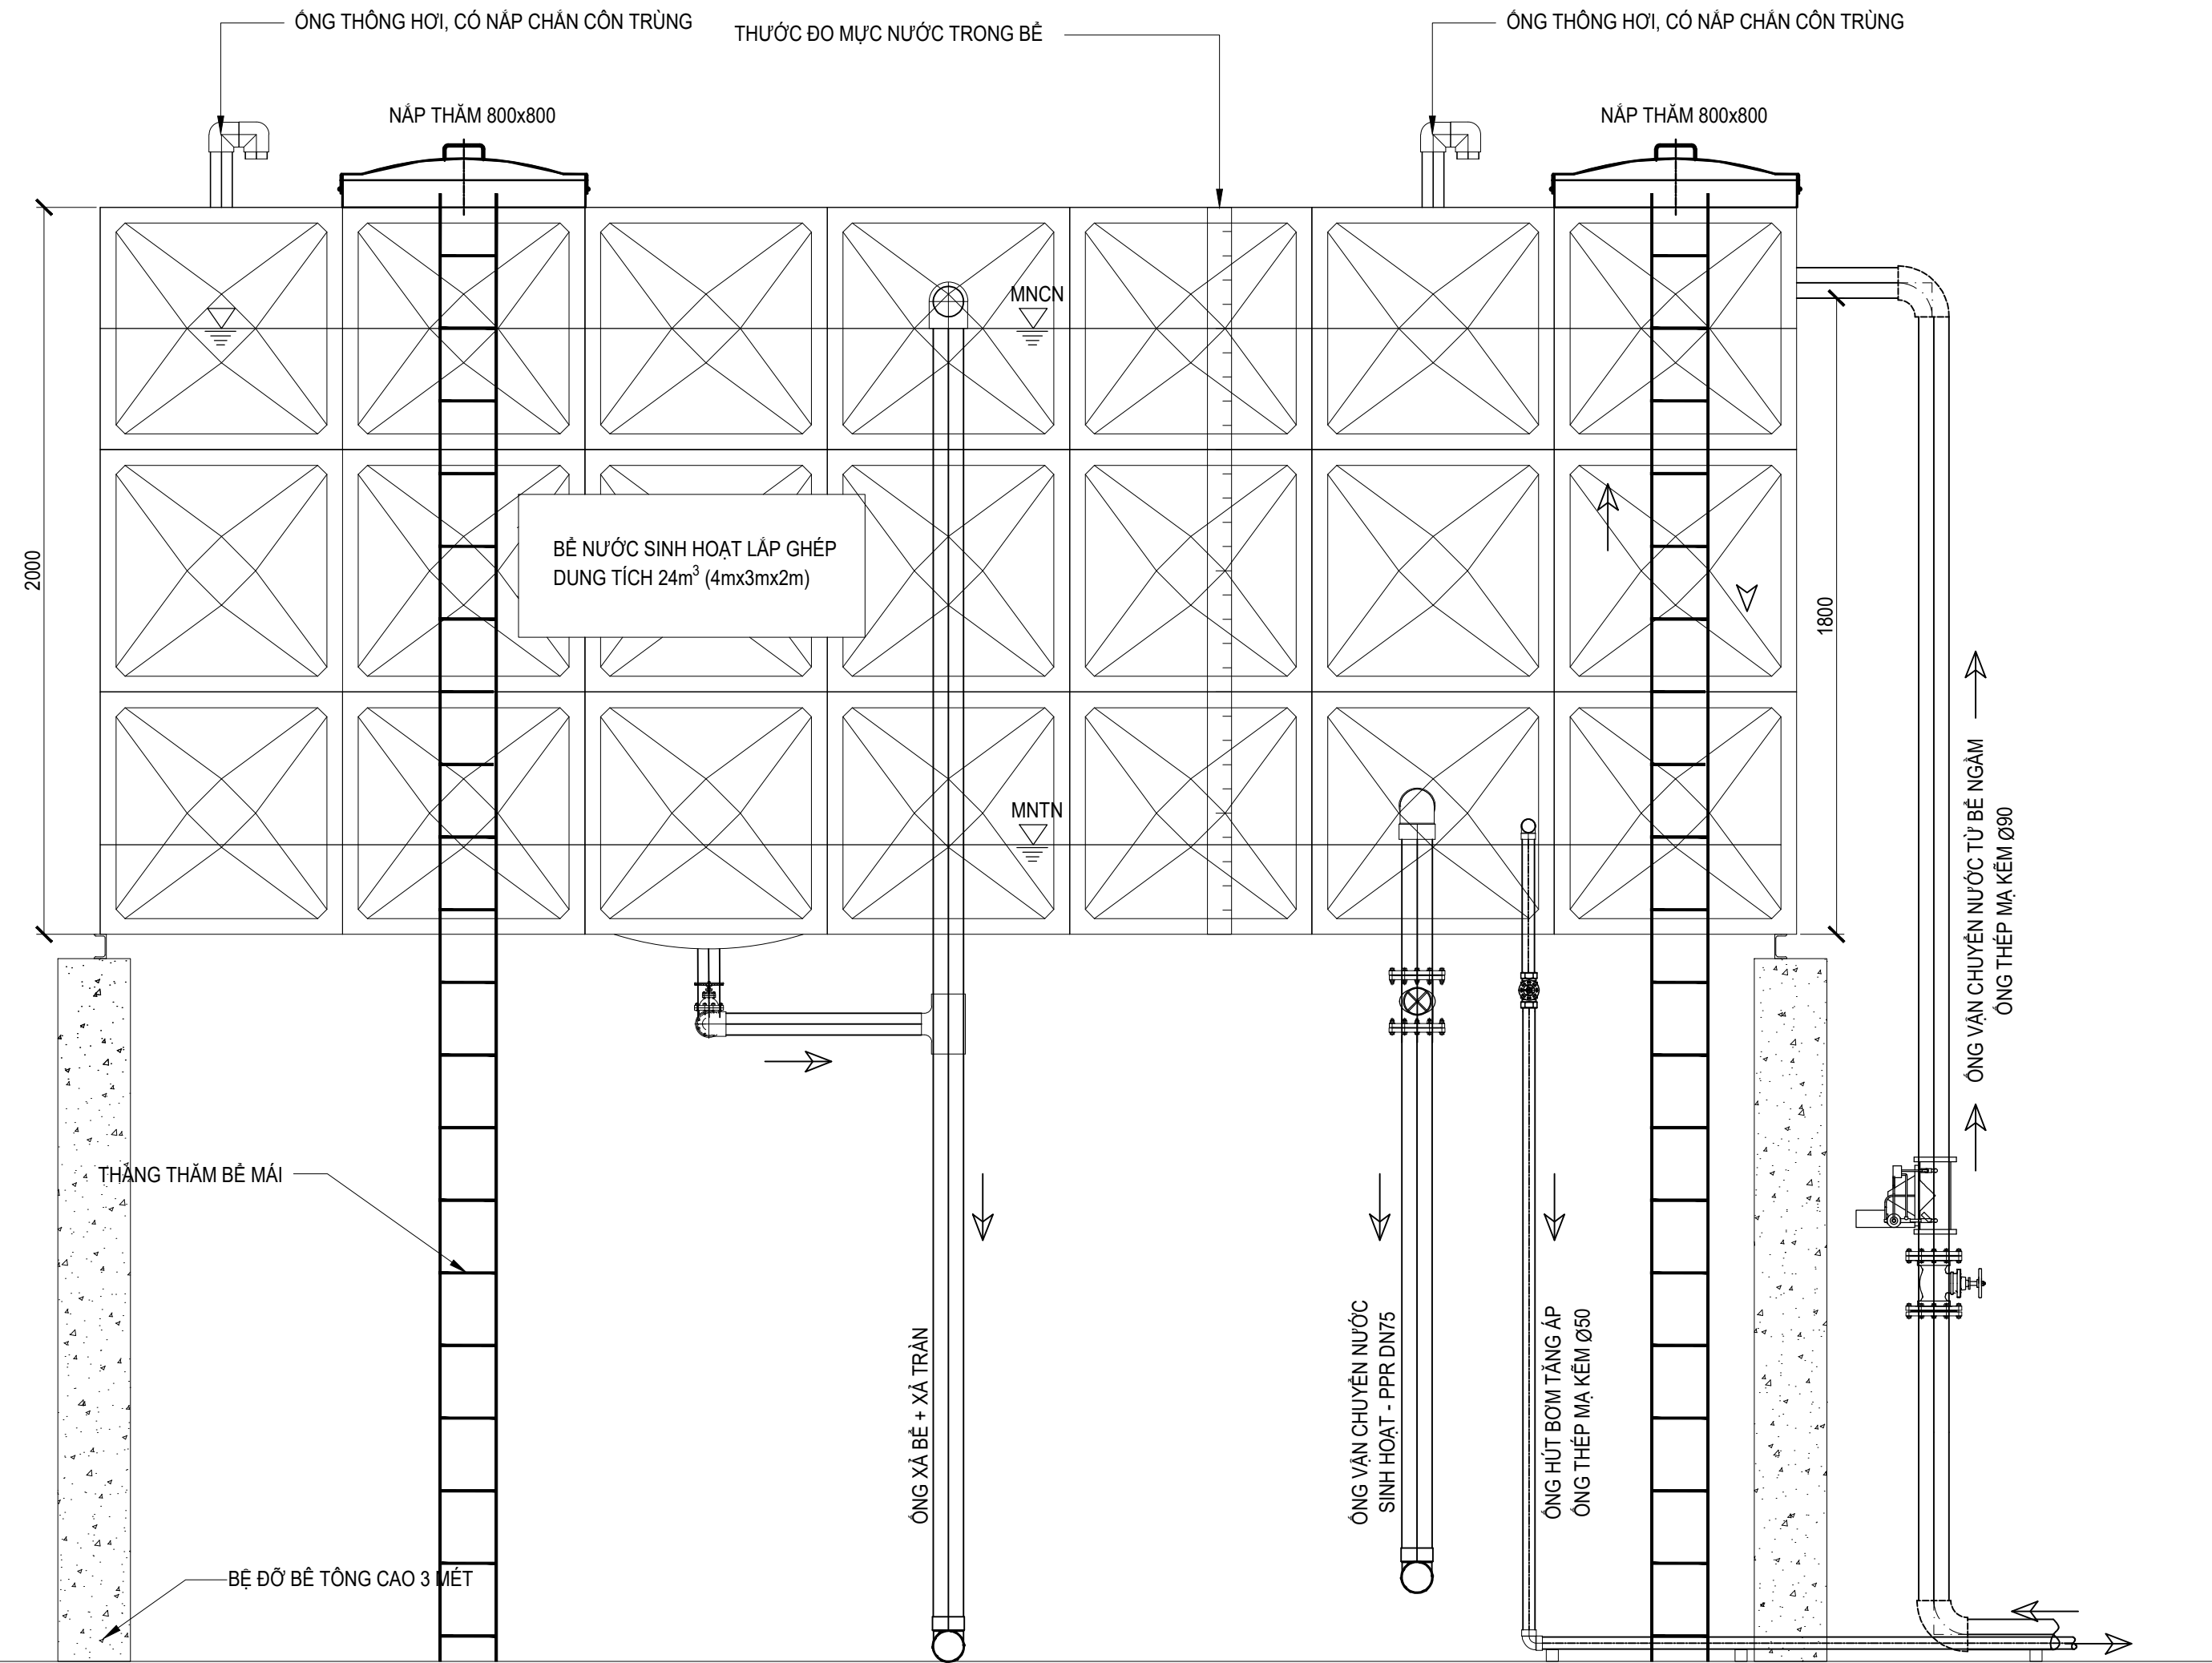 ỐNG THÔNG HƠI, CÓ NẮP CHẮN CÔN TRÙNG
THƯỚC ĐO MỰC NƯỚC TRONG BỂ
ỐNG THÔNG HƠI, CÓ NẮP CHẮN CÔN TRÙNG
NẮP THĂM 800x800
NẮP THĂM 800x800
MNCN
2000
BỂ NƯỚC SINH HOẠT LẮP GHÉP
DUNG TÍCH 24m³ (4mx3mx2m)
1800
MNTN
ỐNG VẬN CHUYỂN NƯỚC TỪ BỂ NGẦM
ỐNG THÉP MẠ KẼM Ø90
THANG THĂM BỂ MÁI
ỐNG XẢ BỂ + XẢ TRÀN
ỐNG VẬN CHUYỂN NƯỚC
SINH HOẠT - PPR DN75
ỐNG HÚT BƠM TĂNG ÁP
ỐNG THÉP MẠ KẼM Ø50
BỆ ĐỠ BÊ TÔNG CAO 3 MÉT